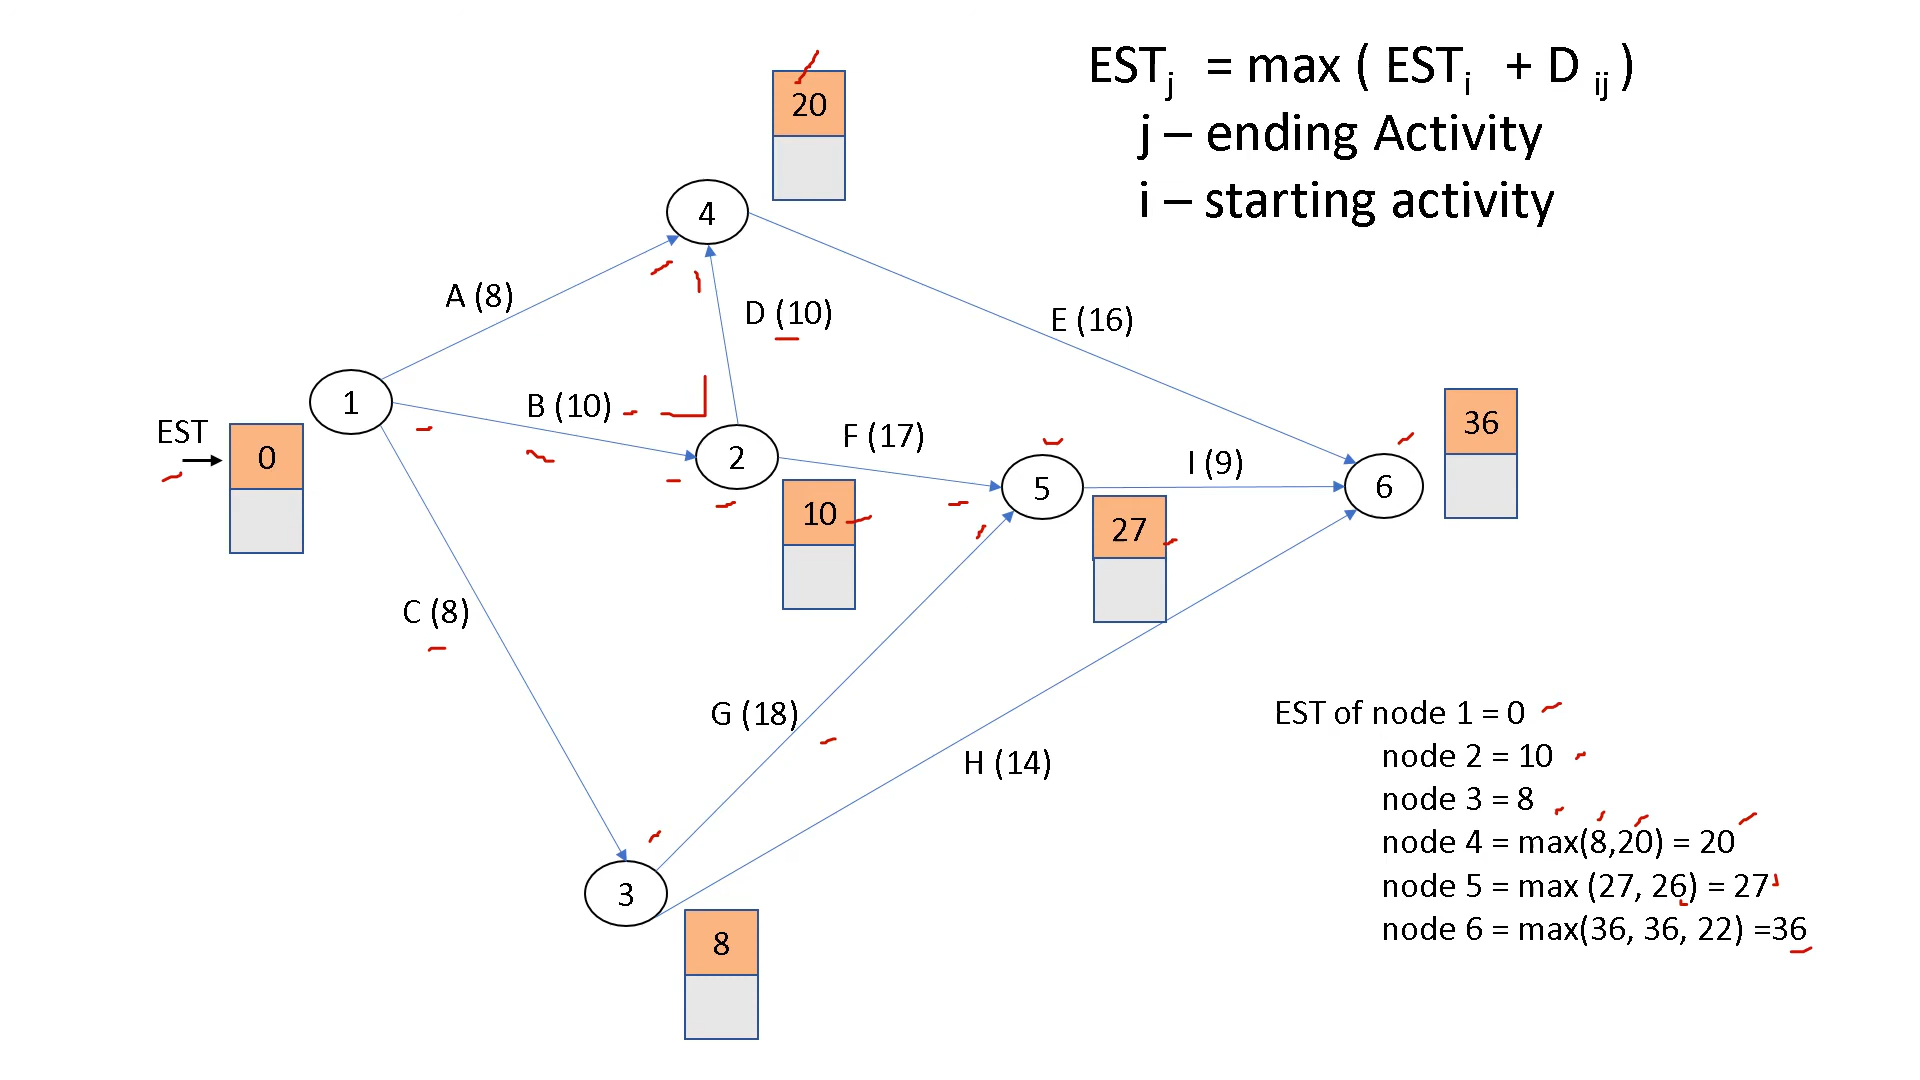 ESTj = max ( ESTi + D ij )
j – ending Activity
i – starting activity
20
4
A (8)
D (10)
E (16)
1
B (10)
EST
0
2
F (17)
10
5
I (9)
27
6
36
C (8)
G (18)
H (14)
3
8
EST of node 1 = 0
node 2 = 10
node 3 = 8
node 4 = max(8,20) = 20
node 5 = max (27, 26) = 27
node 6 = max(36, 36, 22) =36